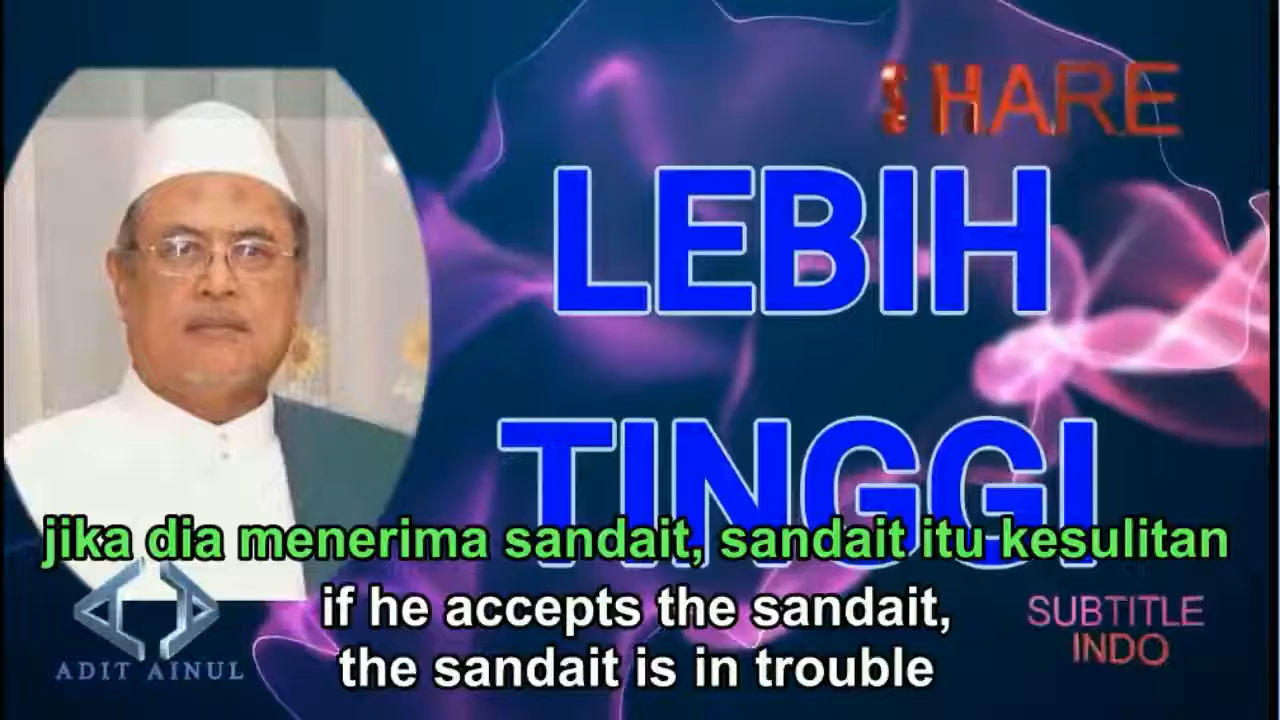 SHARE
LEBIH
TINGGI
jika dia menerima sandait, sandait itu kesulitan
if he accepts the sandait,
the sandait is in trouble
SUBTITLE
INDO
ADIT AINUL